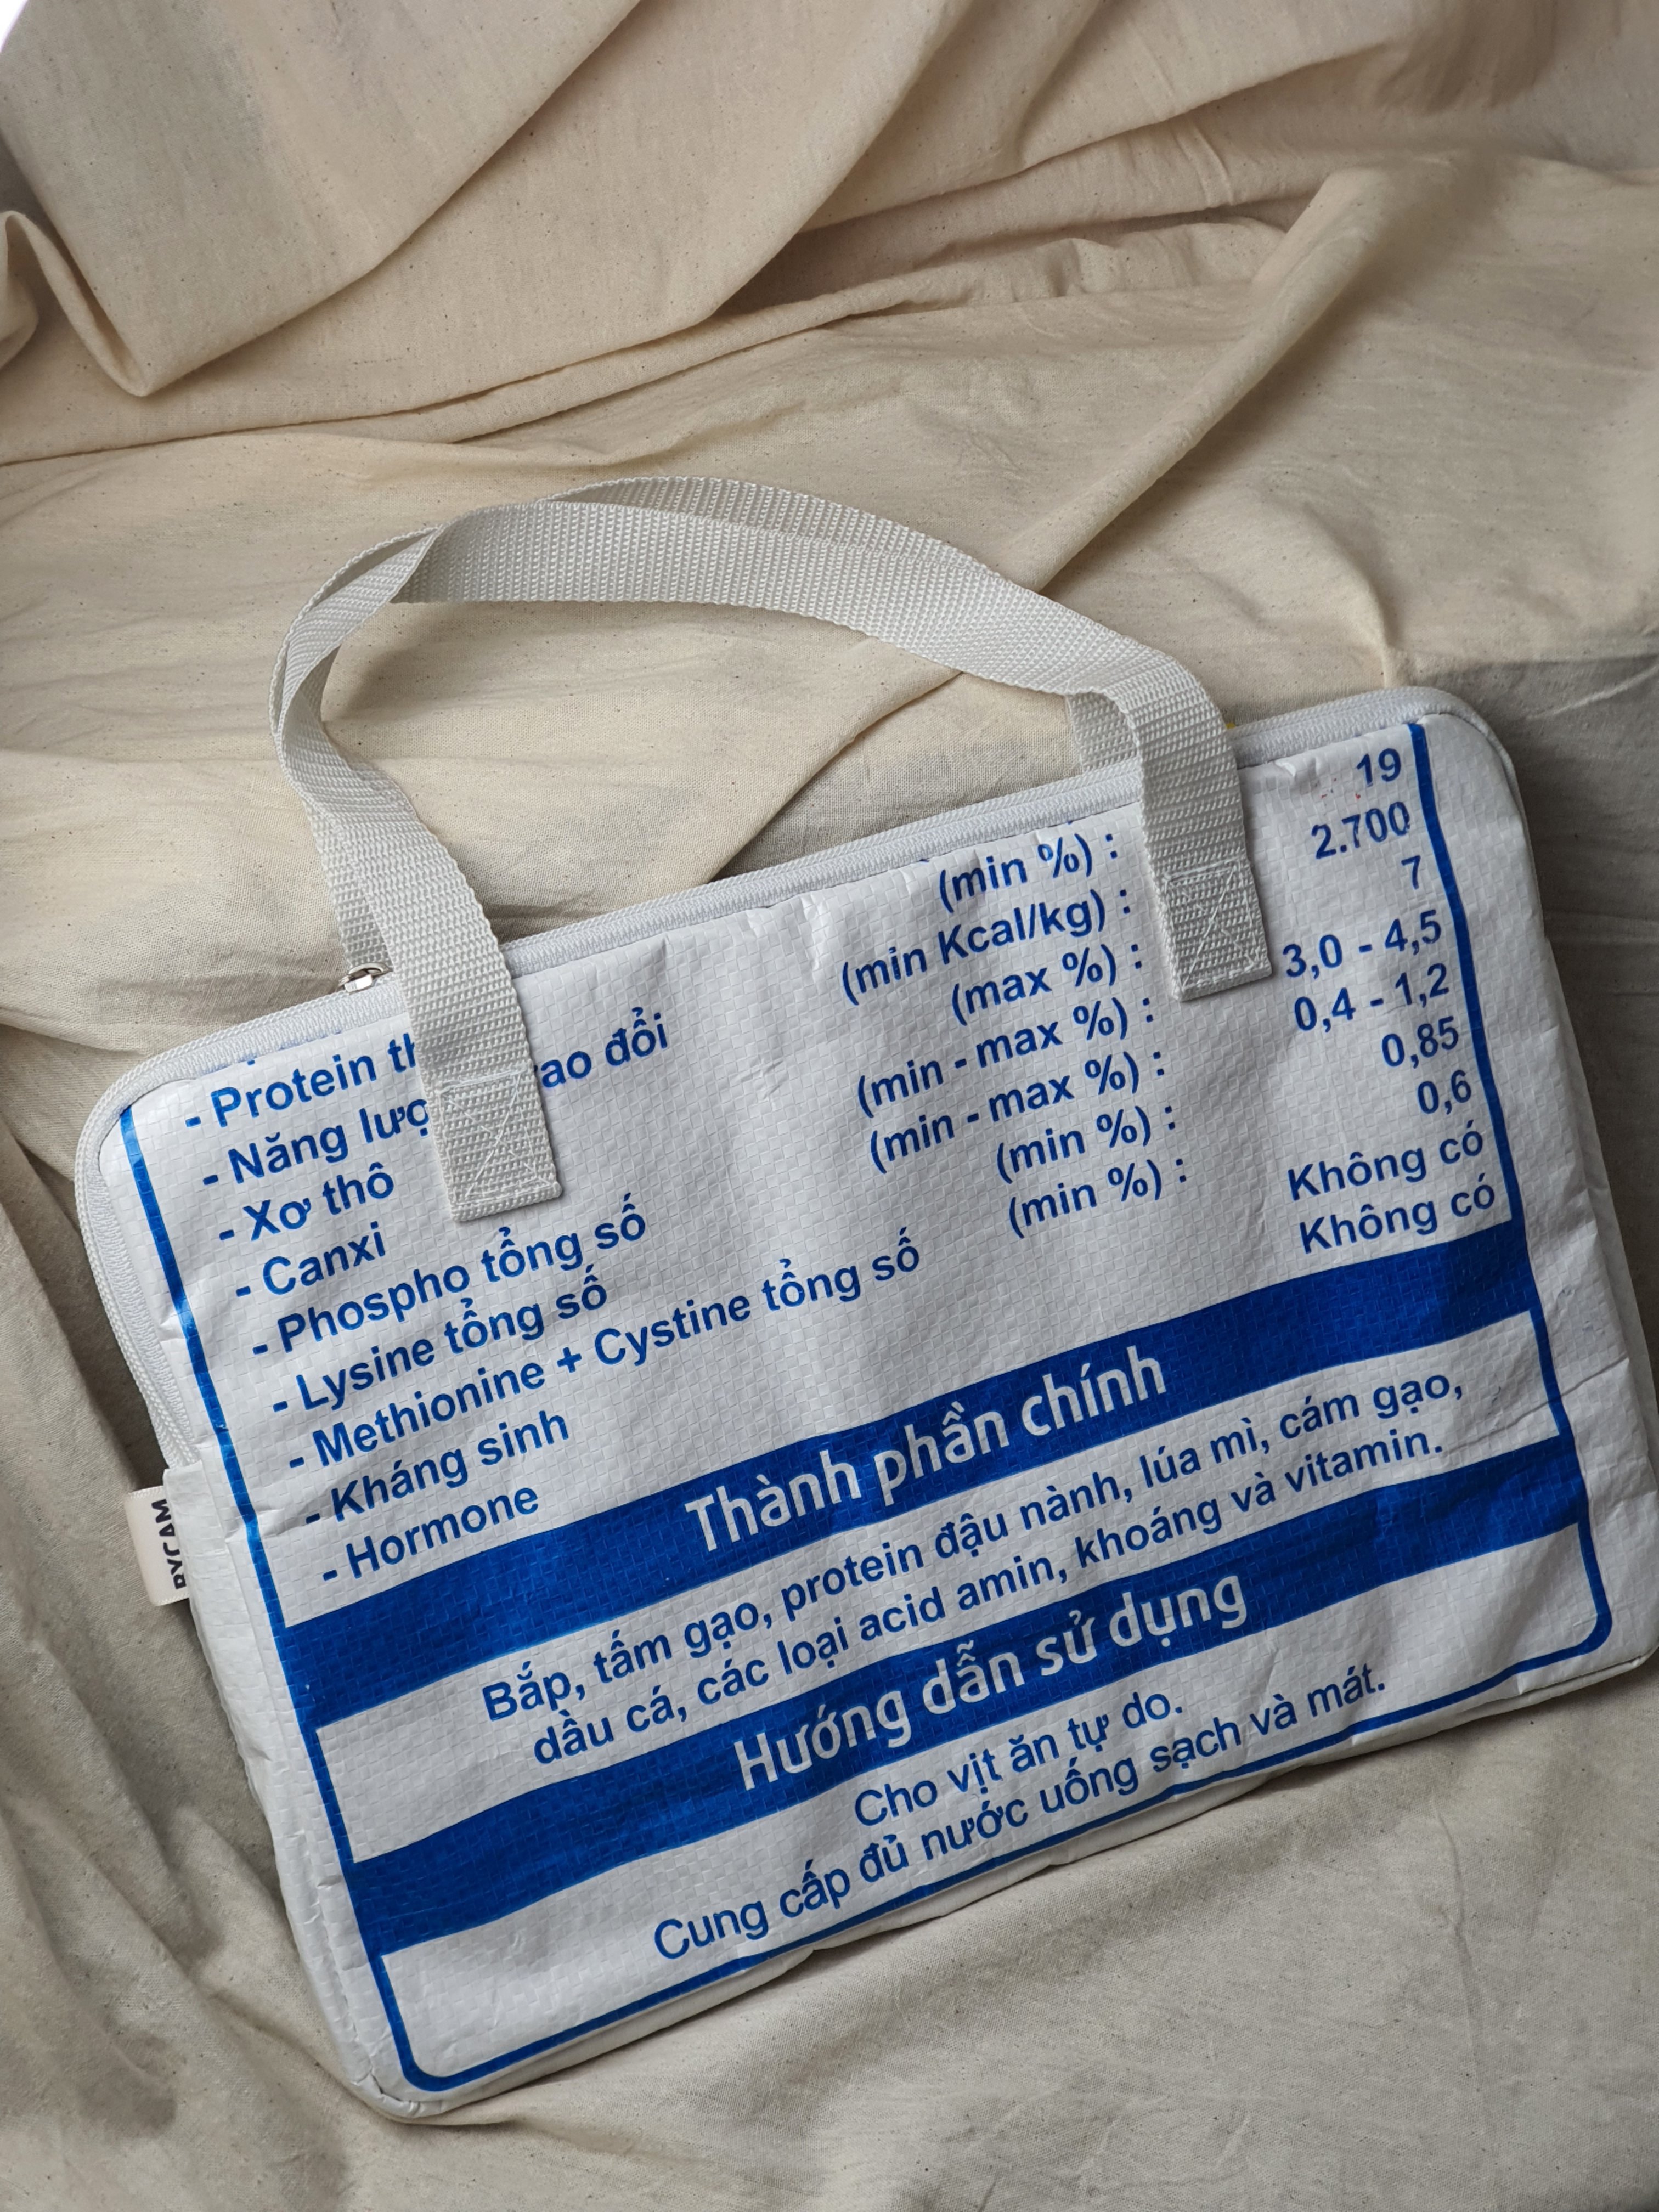 - Protein (min %) : 19
- Năng lượ ao đổi (min Kcal/kg) : 2.700
- Xơ thô (max %) : 7
- Canxi (min - max %) : 3,0 - 4,5
- Phospho tổng số (min - max %) : 0,4 - 1,2
- Lysine tổng số (min %) : 0,85
- Methionine + Cystine tổng số (min %) : 0,6
- Kháng sinh Không có
- Hormone Không có
Thành phần chính
Bắp, tấm gạo, protein đậu nành, lúa mì, cám gạo,
dầu cá, các loại acid amin, khoáng và vitamin.
Hướng dẫn sử dụng
Cho vịt ăn tự do.
Cung cấp đủ nước uống sạch và mát.